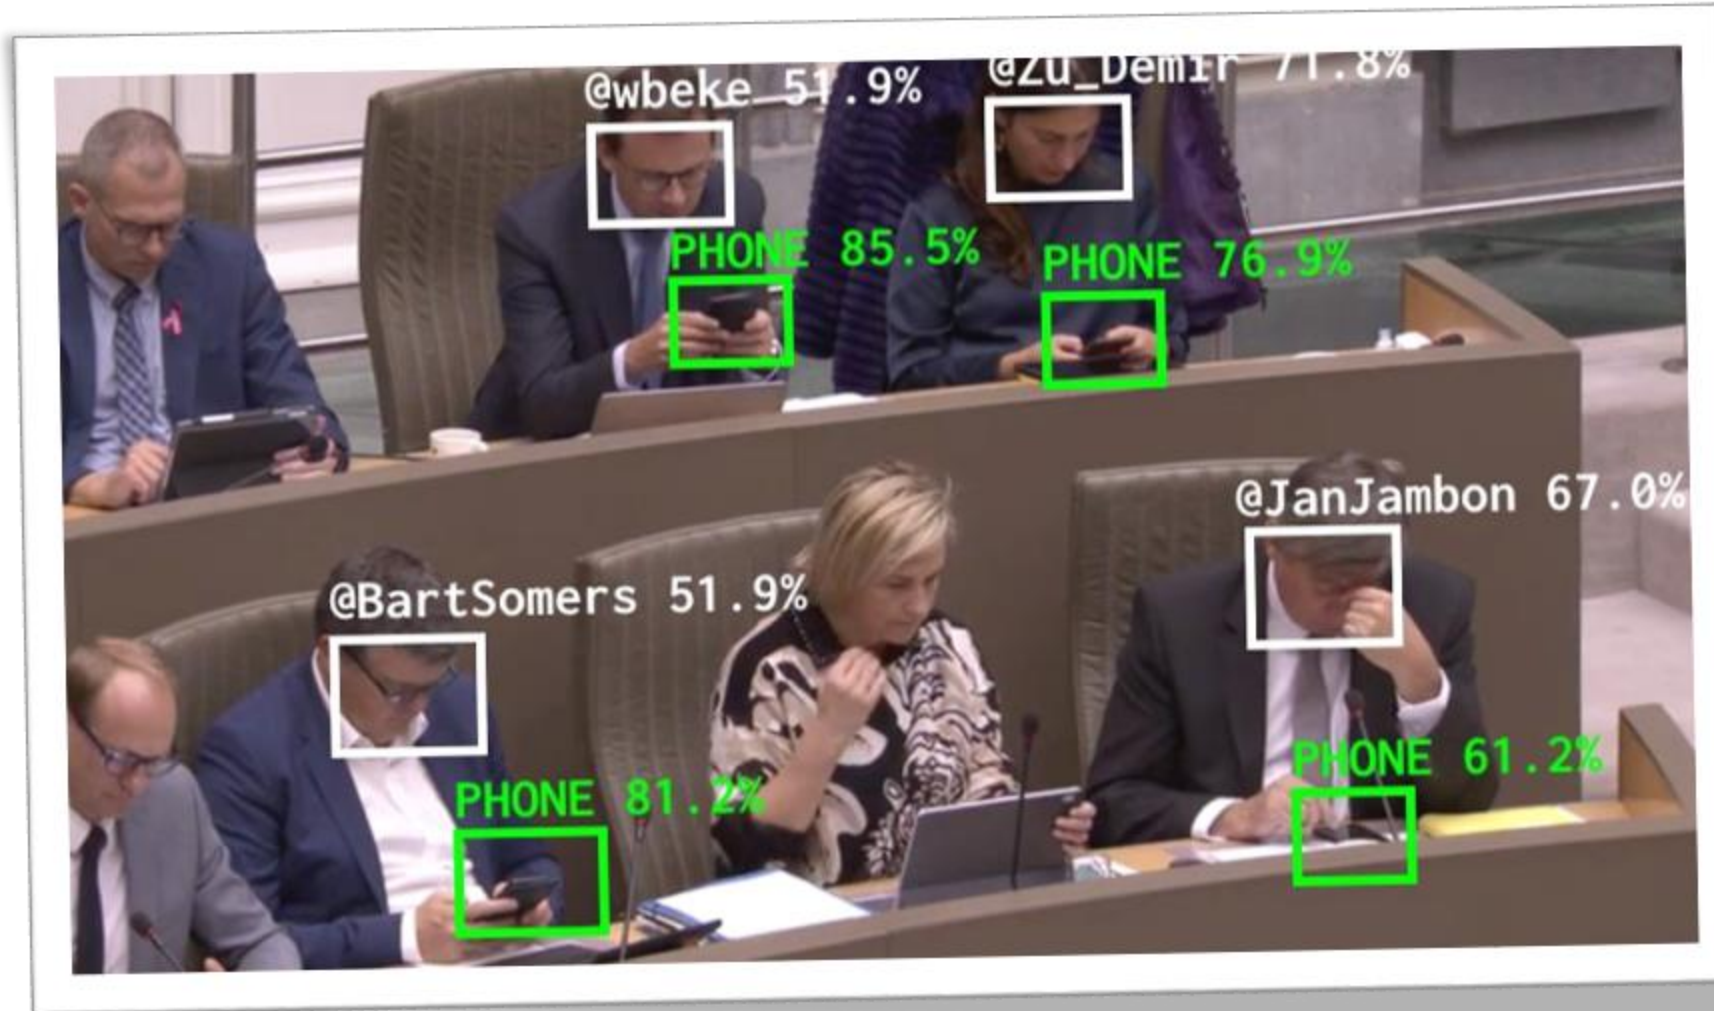 @wbeke 51.9%
@Zu_Demir 71.8%
PHONE 85.5%
PHONE 76.9%
@JanJambon 67.0%
@BartSomers 51.9%
PHONE 81.2%
PHONE 61.2%